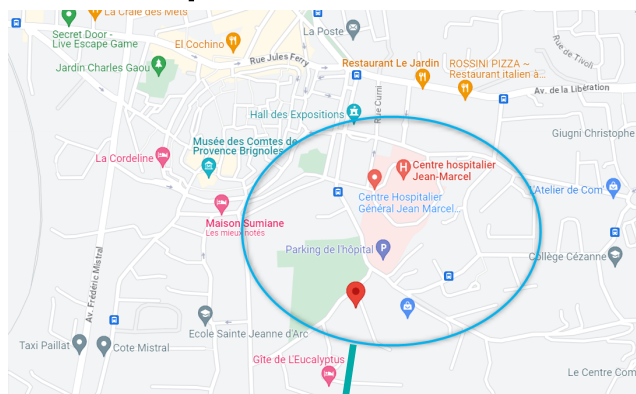 La Craie des Mets
Secret Door -
Live Escape Game
El Cochino
La Poste
Jardin Charles Gaou
Rue Jules Ferry
Restaurant Le Jardin
ROSSINI PIZZA ~
Restaurant italien à...
Rue de Tivoli
Av. de la Libération
Rue Curni
Hall des Expositions
Giugni Christophe
Musée des Comtes de
Provence Brignoles
La Cordeline
Centre hospitalier
Jean-Marcel
H
L'Atelier de Com
Centre Hospitalier
Général Jean Marcel...
Maison Sumiane
Les mieux notés
Parking de l'hôpital
P
Collège Cézanne
Av. Frédéric Mistral
Ecole Sainte Jeanne d'Arc
Taxi Paillat
Cote Mistral
Gîte de L'Eucalyptus
Le Centre Com